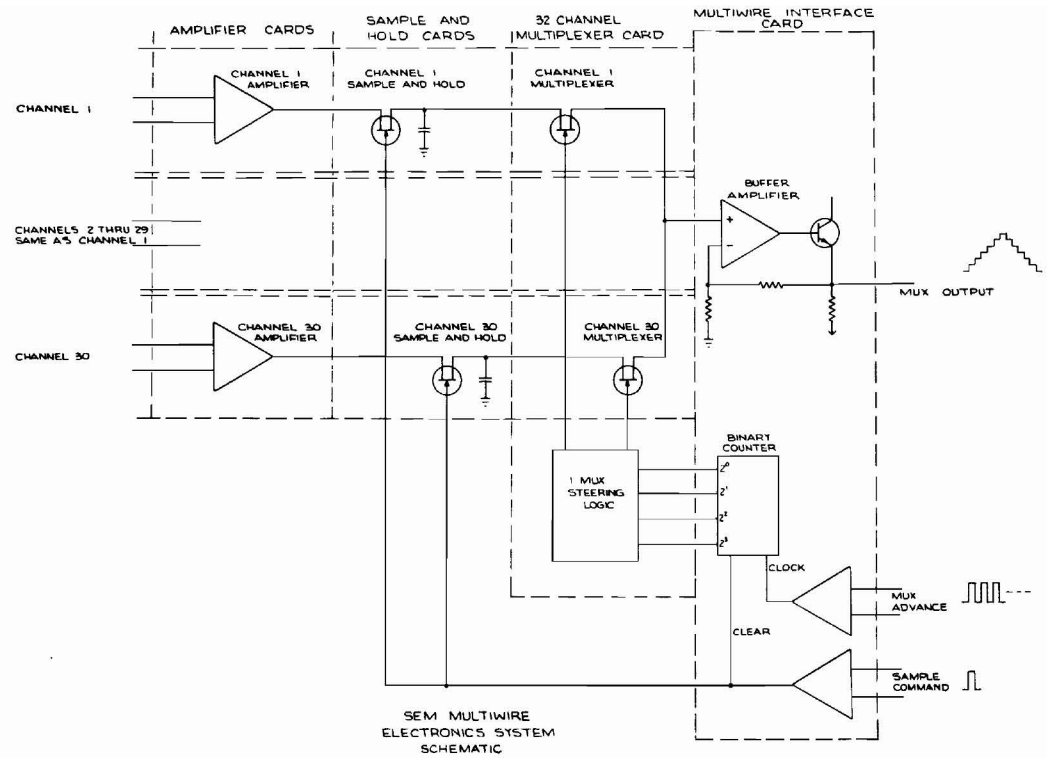 AMPLIFIER CARDS
SAMPLE AND
HOLD CARDS
32 CHANNEL
MULTIPLEXER CARD
MULTIWIRE INTERFACE
CARD
CHANNEL 1
CHANNEL 1
AMPLIFIER
CHANNEL 1
SAMPLE AND HOLD
CHANNEL 1
MULTIPLEXER
CHANNELS 2 THRU 29
SAME AS CHANNEL 1
BUFFER
AMPLIFIER
+
−
MUX OUTPUT
CHANNEL 30
CHANNEL 30
AMPLIFIER
CHANNEL 30
SAMPLE AND HOLD
CHANNEL 30
MULTIPLEXER
1 MUX
STEERING
LOGIC
BINARY
COUNTER
2⁰
2¹
2²
2³
CLOCK
CLEAR
MUX
ADVANCE
SAMPLE
COMMAND
SEM MULTIWIRE
ELECTRONICS SYSTEM
SCHEMATIC